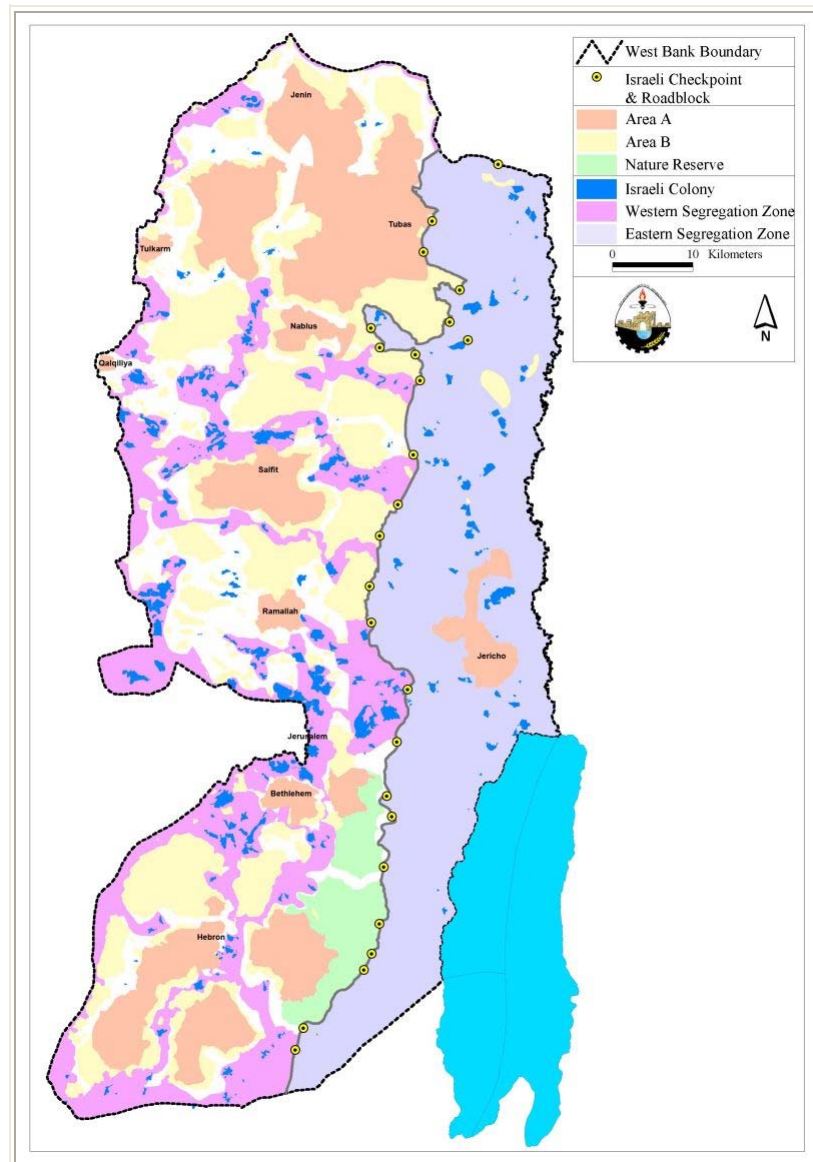 West Bank Boundary
Israeli Checkpoint
& Roadblock
Area A
Area B
Nature Reserve
Israeli Colony
Western Segregation Zone
Eastern Segregation Zone
0 10 Kilometers
N
Jenin
Tubas
Tulkarm
Nablus
Qalqiliya
Salfit
Ramallah
Jericho
Jerusalem
Bethlehem
Hebron